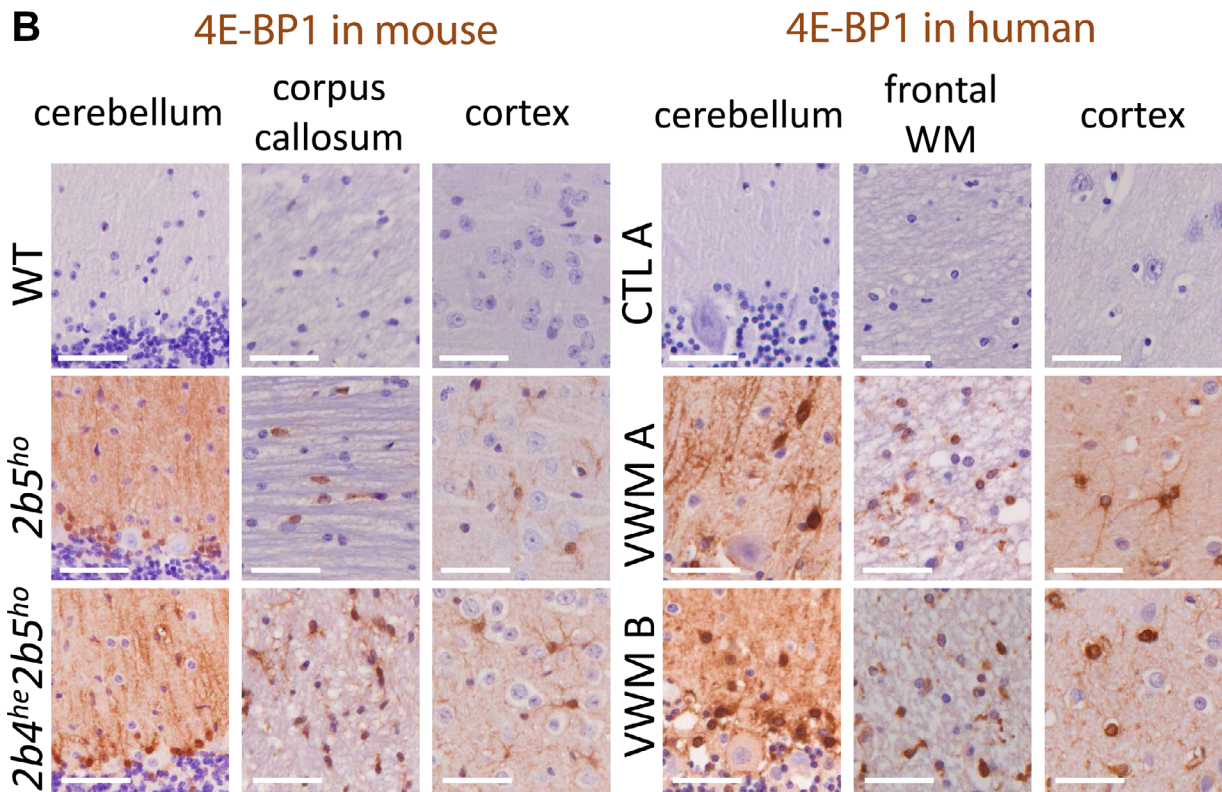 B
4E-BP1 in mouse
4E-BP1 in human
cerebellum
corpus
callosum
cortex
cerebellum
frontal
WM
cortex
WT
CTL A
2b5ho
VWM A
2b4he2b5ho
VWM B